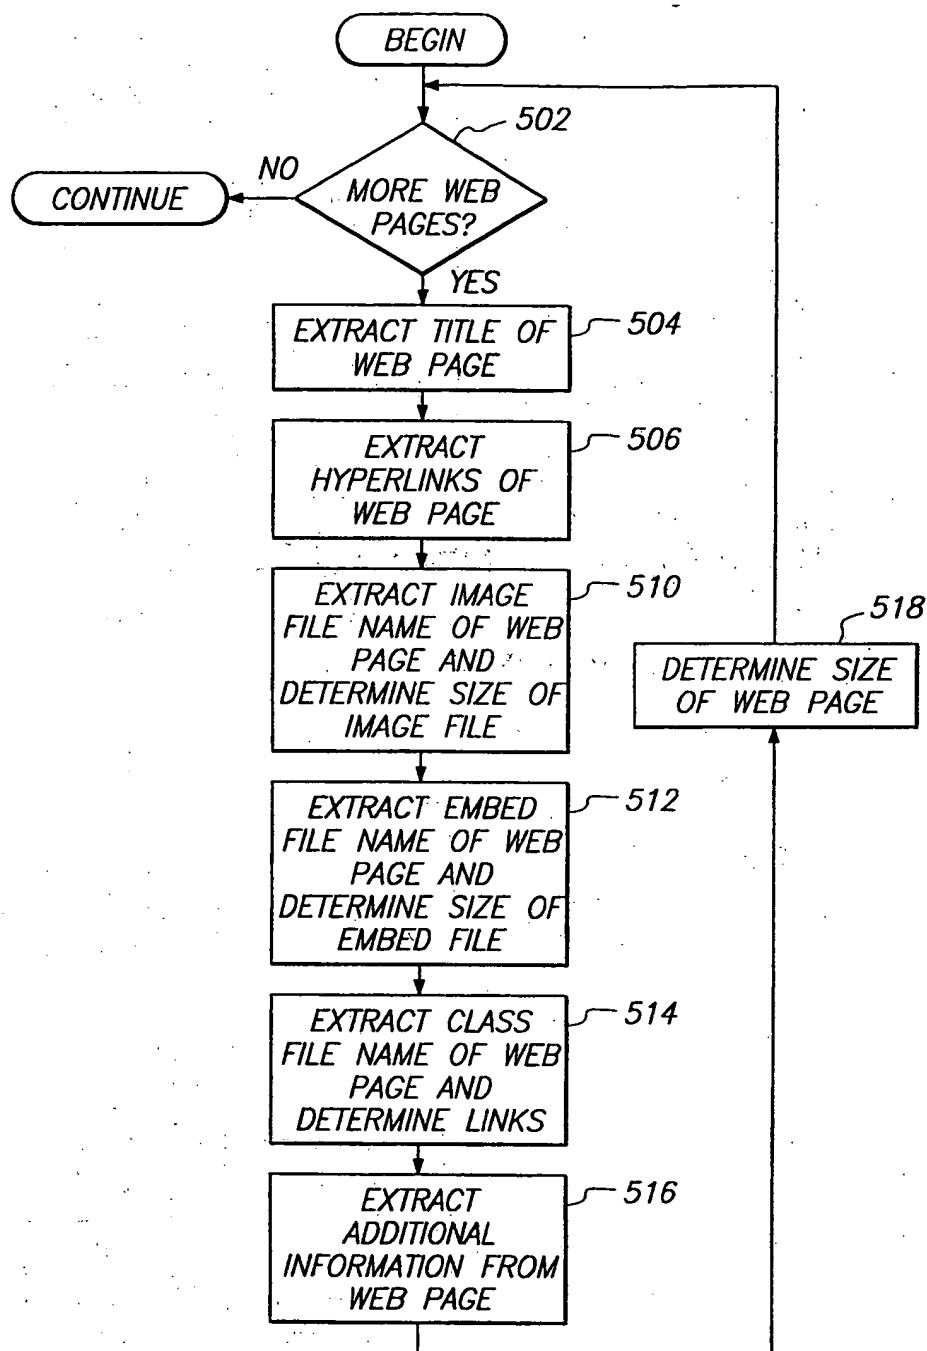 BEGIN
502
NO
CONTINUE
MORE WEB
PAGES?
YES
EXTRACT TITLE OF
WEB PAGE
504
EXTRACT
HYPERLINKS OF
WEB PAGE
506
EXTRACT IMAGE
FILE NAME OF WEB
PAGE AND
DETERMINE SIZE OF
IMAGE FILE
510
518
DETERMINE SIZE
OF WEB PAGE
EXTRACT EMBED
FILE NAME OF WEB
PAGE AND
DETERMINE SIZE OF
EMBED FILE
512
EXTRACT CLASS
FILE NAME OF WEB
PAGE AND
DETERMINE LINKS
514
EXTRACT
ADDITIONAL
INFORMATION FROM
WEB PAGE
516